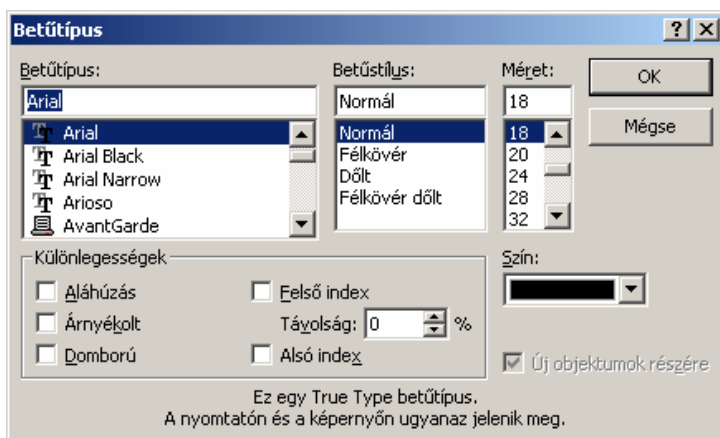 Betűtípus
Betűtípus: Betűstílus: Méret:
Arial Normál 18 OK
Arial Normál 18 Mégse
Arial Black Félkövér 20
Arial Narrow Dőlt 24
Arioso Félkövér dőlt 28
AvantGarde 32
Különlegességek Szín:
Aláhúzás Felső index
Árnyékolt Távolság: 0 %
Domború Alsó index Új objektumok részére
Ez egy True Type betűtípus.
A nyomtatón és a képernyőn ugyanaz jelenik meg.